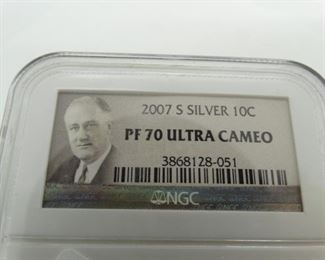 2007 S SILVER 10C
PF 70 ULTRA CAMEO
3868128-051
NGC